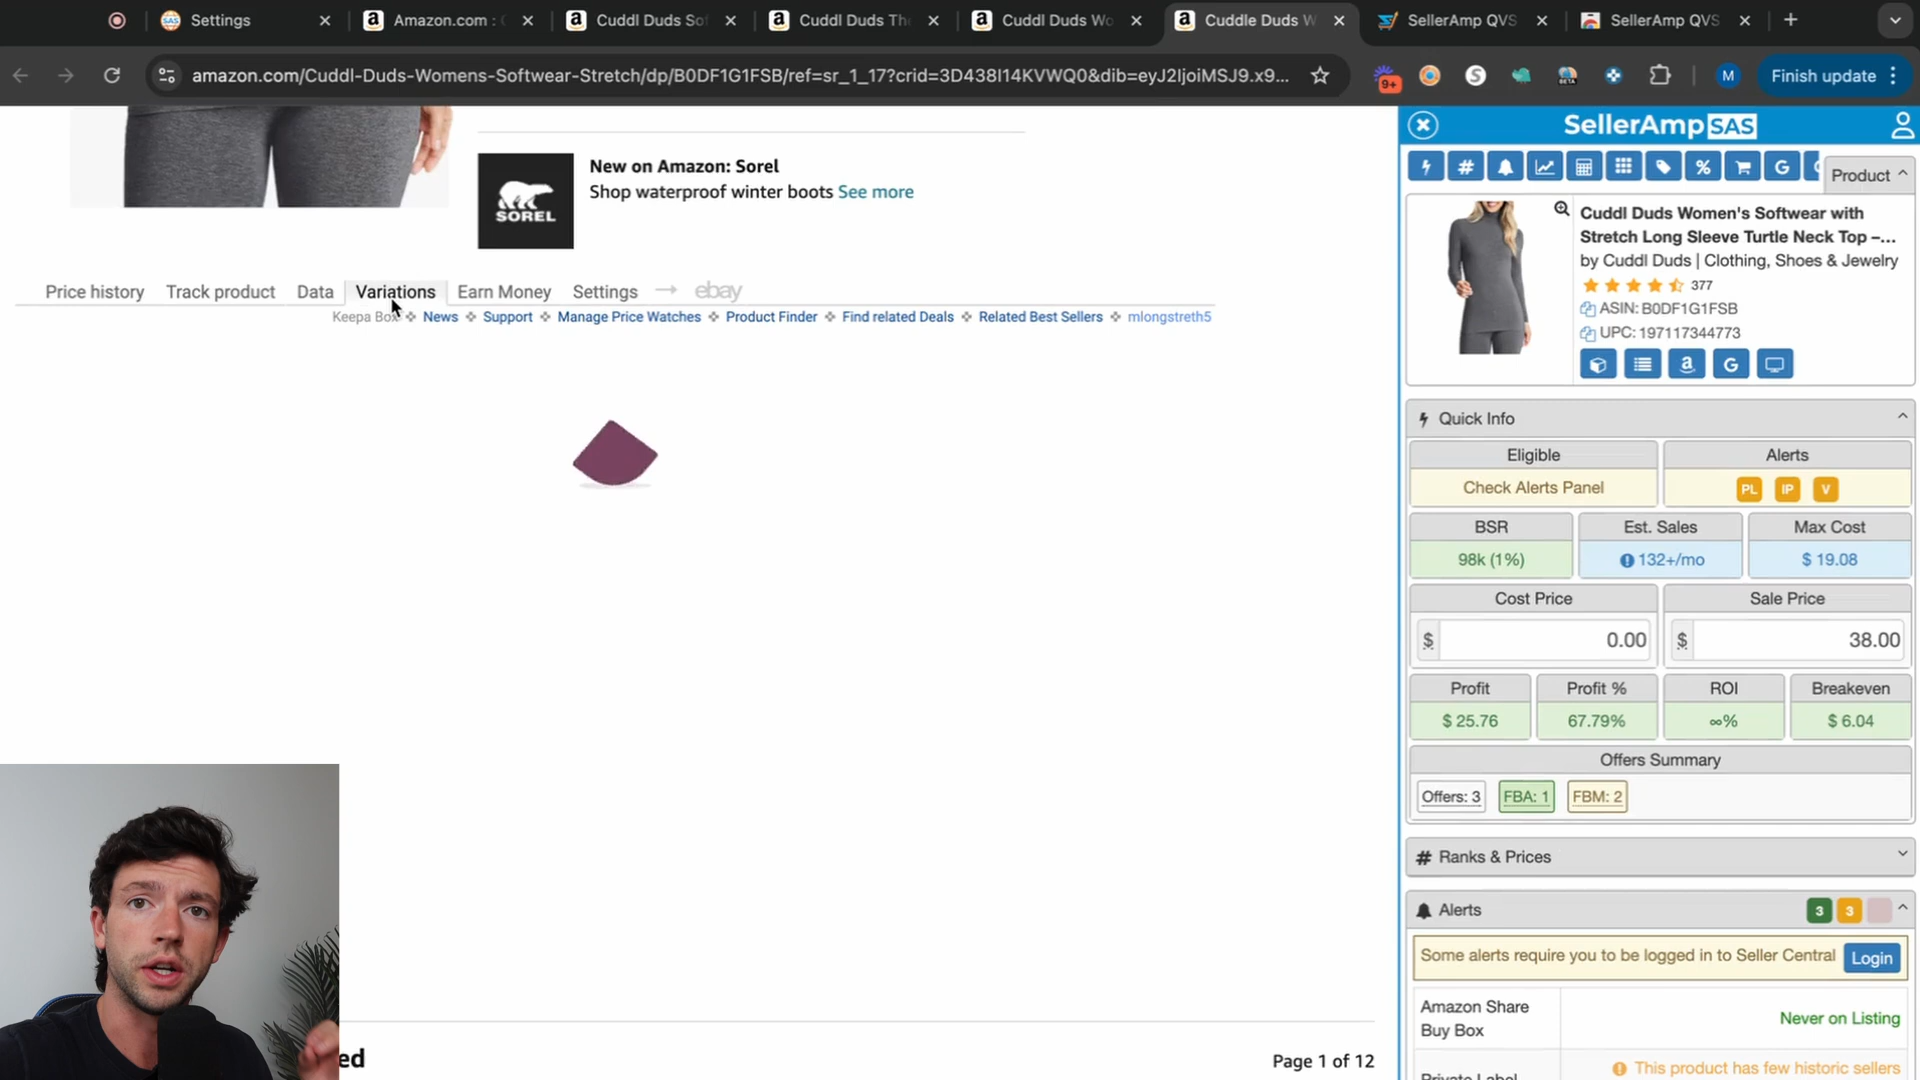 Settings
Amazon.com : C
Cuddl Duds Sof
Cuddl Duds The
Cuddl Duds Wo
Cuddle Duds W
SellerAmp QVS
SellerAmp QVS
amazon.com/Cuddl-Duds-Womens-Softwear-Stretch/dp/B0DF1G1FSB/ref=sr_1_17?crid=3D438I14KVWQ0&dib=eyJ2IjoiMSJ9.x9...
9+
BETA
M
Finish update
New on Amazon: Sorel
Shop waterproof winter boots See more
SOREL
Price history
Track product
Data
Variations
Earn Money
Settings
ebay
Keepa Box
News
Support
Manage Price Watches
Product Finder
Find related Deals
Related Best Sellers
mlongstreth5
ed
Page 1 of 12
SellerAmp SAS
Product
Cuddl Duds Women's Softwear with
Stretch Long Sleeve Turtle Neck Top –...
by Cuddl Duds | Clothing, Shoes & Jewelry
377
ASIN: B0DF1G1FSB
UPC: 197117344773
Quick Info
Eligible
Alerts
Check Alerts Panel
PL IP V
BSR
Est. Sales
Max Cost
98k (1%)
132+/mo
$ 19.08
Cost Price
Sale Price
$ 0.00
$ 38.00
Profit
Profit %
ROI
Breakeven
$ 25.76
67.79%
∞%
$ 6.04
Offers Summary
Offers: 3
FBA: 1
FBM: 2
# Ranks & Prices
Alerts
3 3
Some alerts require you to be logged in to Seller Central
Login
Amazon Share
Buy Box
Never on Listing
Private Label
This product has few historic sellers